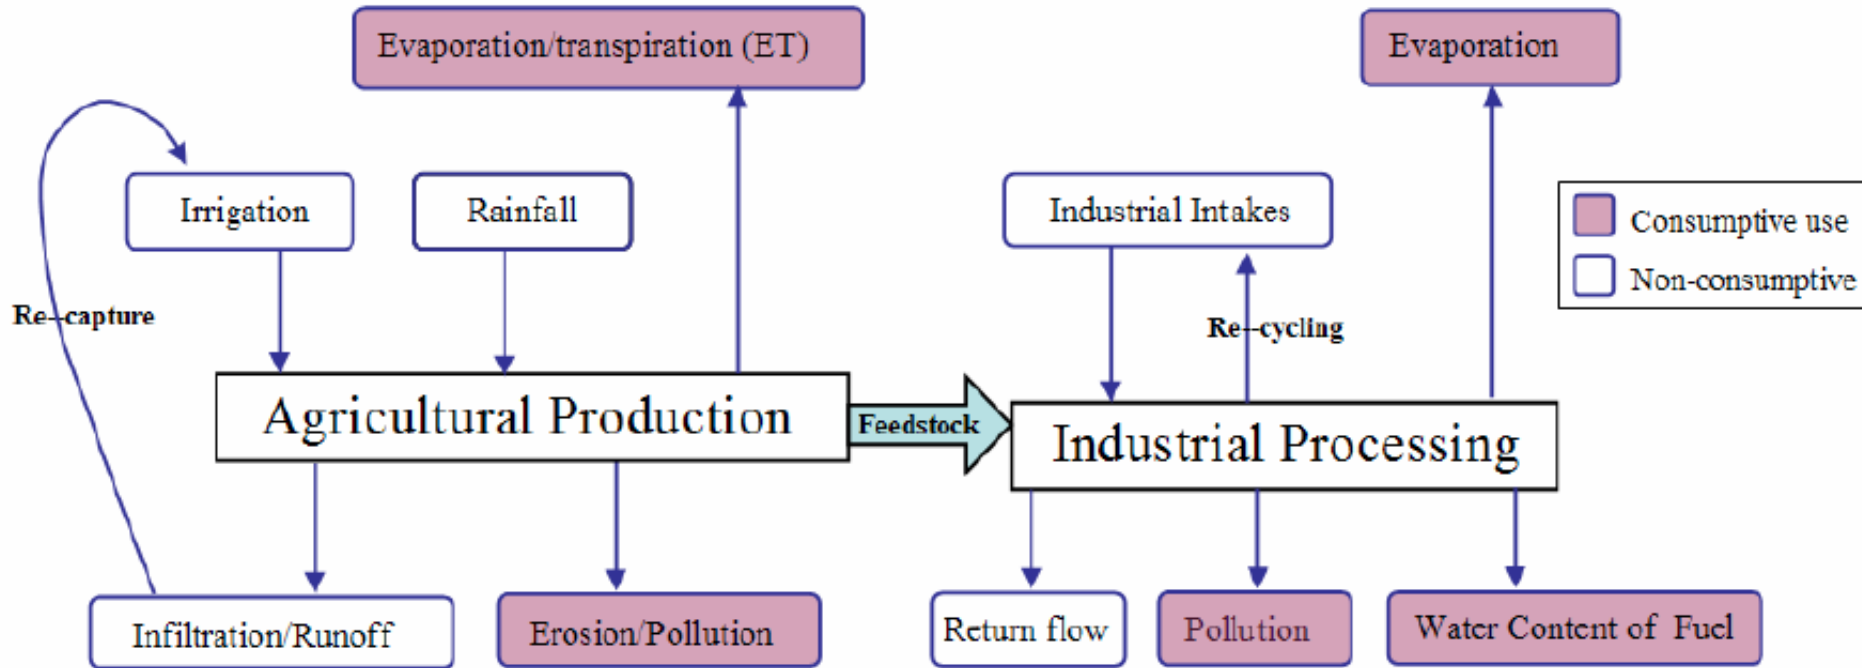 Evaporation/transpiration (ET)
Evaporation
Irrigation
Rainfall
Industrial Intakes
Consumptive use
Non-consumptive
Re--capture
Re--cycling
Agricultural Production
Feedstock
Industrial Processing
Infiltration/Runoff
Erosion/Pollution
Return flow
Pollution
Water Content of Fuel